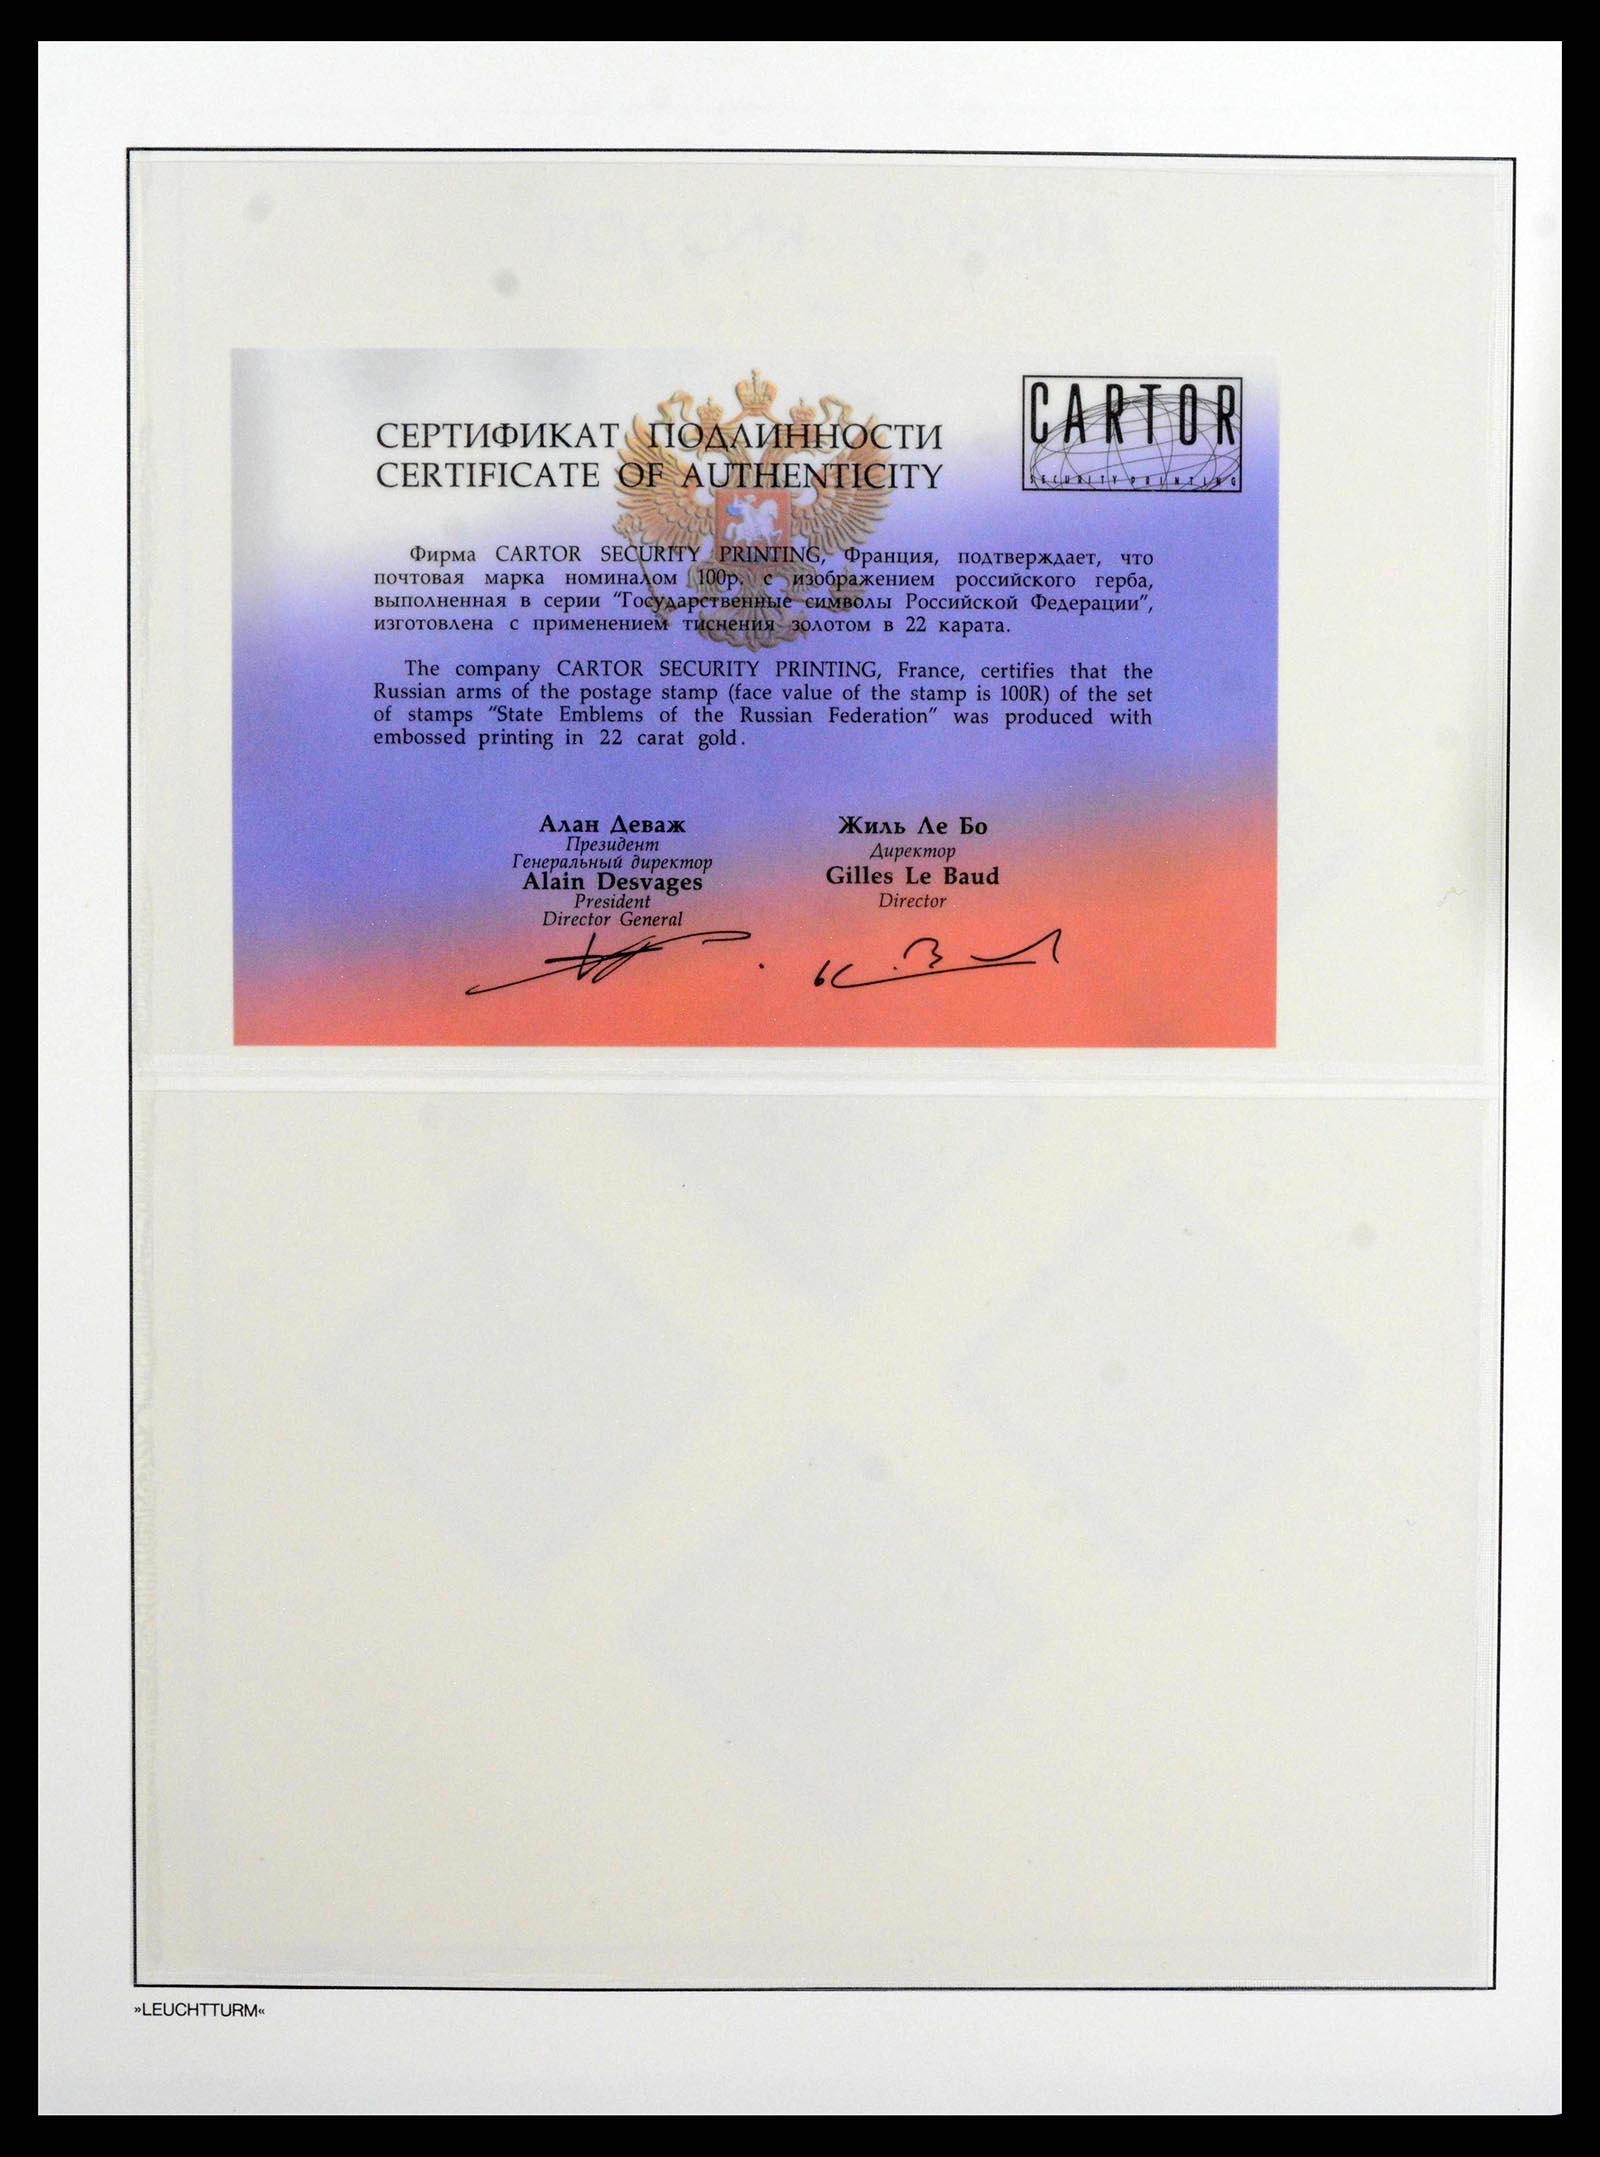 СЕРТИФИКАТ ПОДЛИННОСТИ
CERTIFICATE OF AUTHENTICITY
CARTOR
SECURITY PRINTING
Фирма CARTOR SECURITY PRINTING, Франция, подтверждает, что
почтовая марка номиналом 100р. с изображением российского герба,
выполненная в серии "Государственные символы Российской Федерации",
изготовлена с применением тиснения золотом в 22 карата.
The company CARTOR SECURITY PRINTING, France, certifies that the
Russian arms of the postage stamp (face value of the stamp is 100R) of the set
of stamps "State Emblems of the Russian Federation" was produced with
embossed printing in 22 carat gold.
Алан Деваж
Президент
Генеральный директор
Alain Desvages
President
Director General
Жиль Ле Бо
Директор
Gilles Le Baud
Director
»LEUCHTTURM«